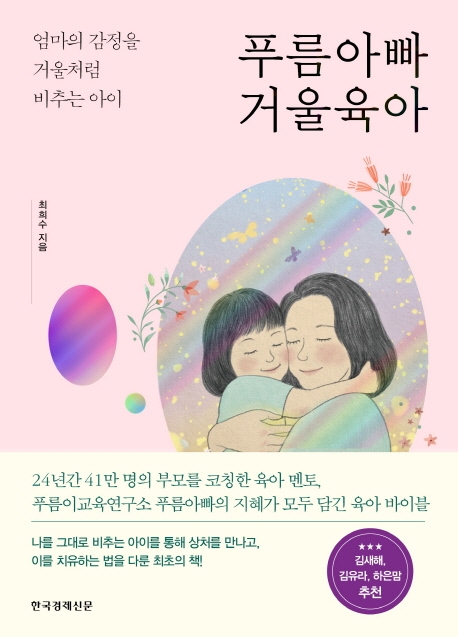 엄마의 감정을
거울처럼
비추는 아이
푸름아빠
거울육아
최희수 지음
24년간 41만 명의 부모를 코칭한 육아 멘토,
푸름이교육연구소 푸름아빠의 지혜가 모두 담긴 육아 바이블
나를 그대로 비추는 아이를 통해 상처를 만나고,
이를 치유하는 법을 다룬 최초의 책!
★★★
김새해,
김유라, 하은맘
추천
한국경제신문